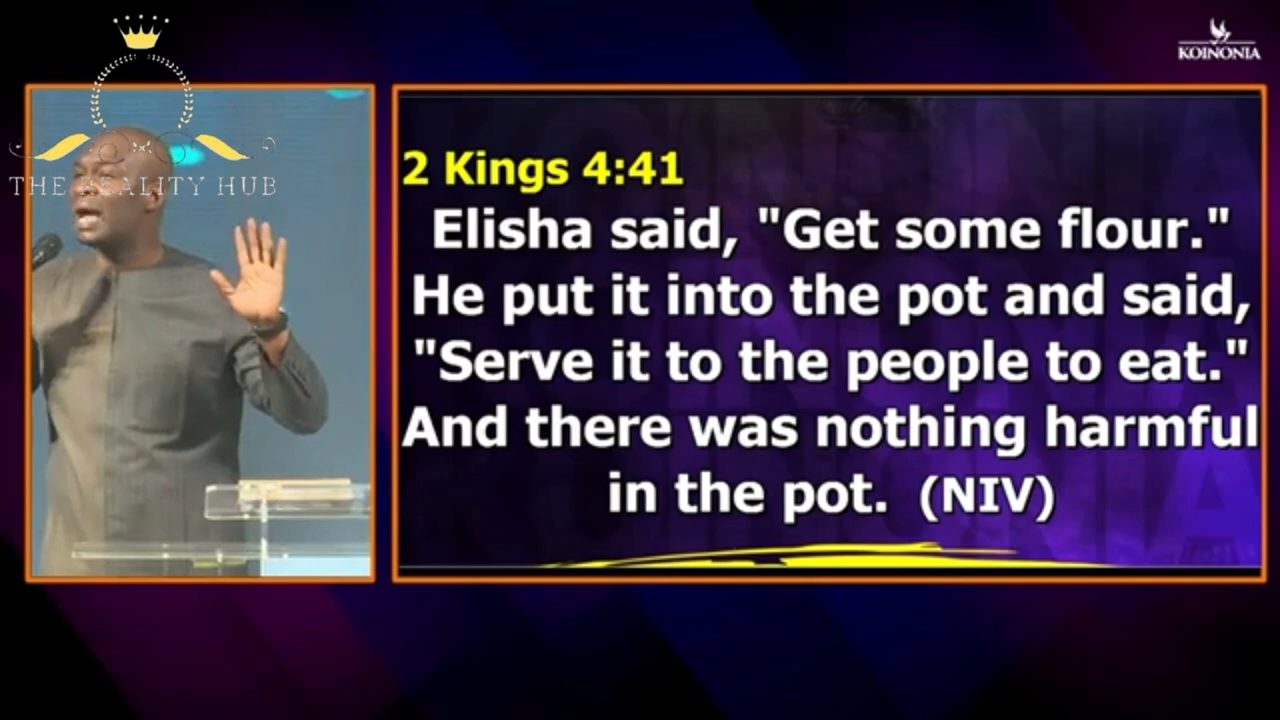 KOINONIA
THE REALITY HUB
2 Kings 4:41
Elisha said, "Get some flour."
He put it into the pot and said,
"Serve it to the people to eat."
And there was nothing harmful
in the pot. (NIV)